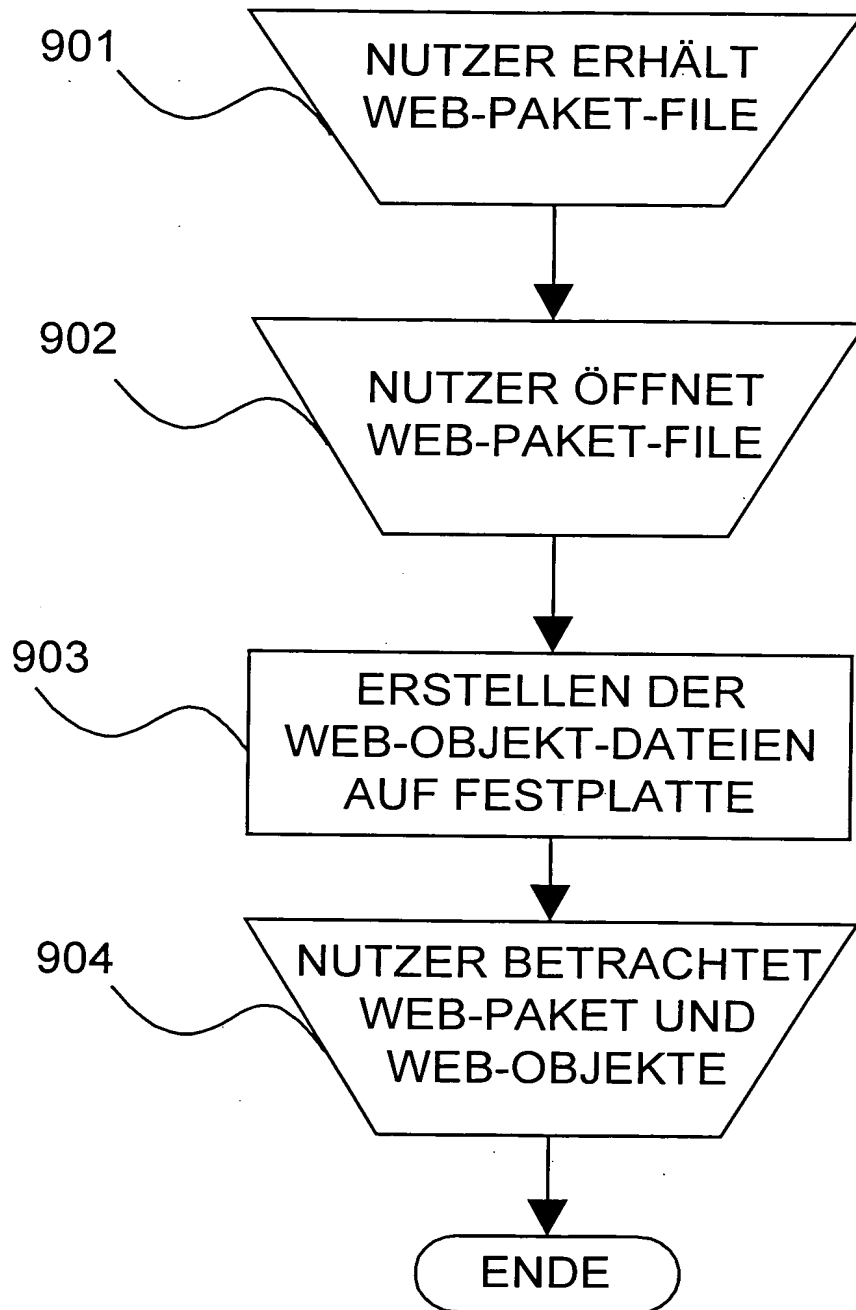 901
NUTZER ERHÄLT
WEB-PAKET-FILE
902
NUTZER ÖFFNET
WEB-PAKET-FILE
903
ERSTELLEN DER
WEB-OBJEKT-DATEIEN
AUF FESTPLATTE
904
NUTZER BETRACHTET
WEB-PAKET UND
WEB-OBJEKTE
ENDE